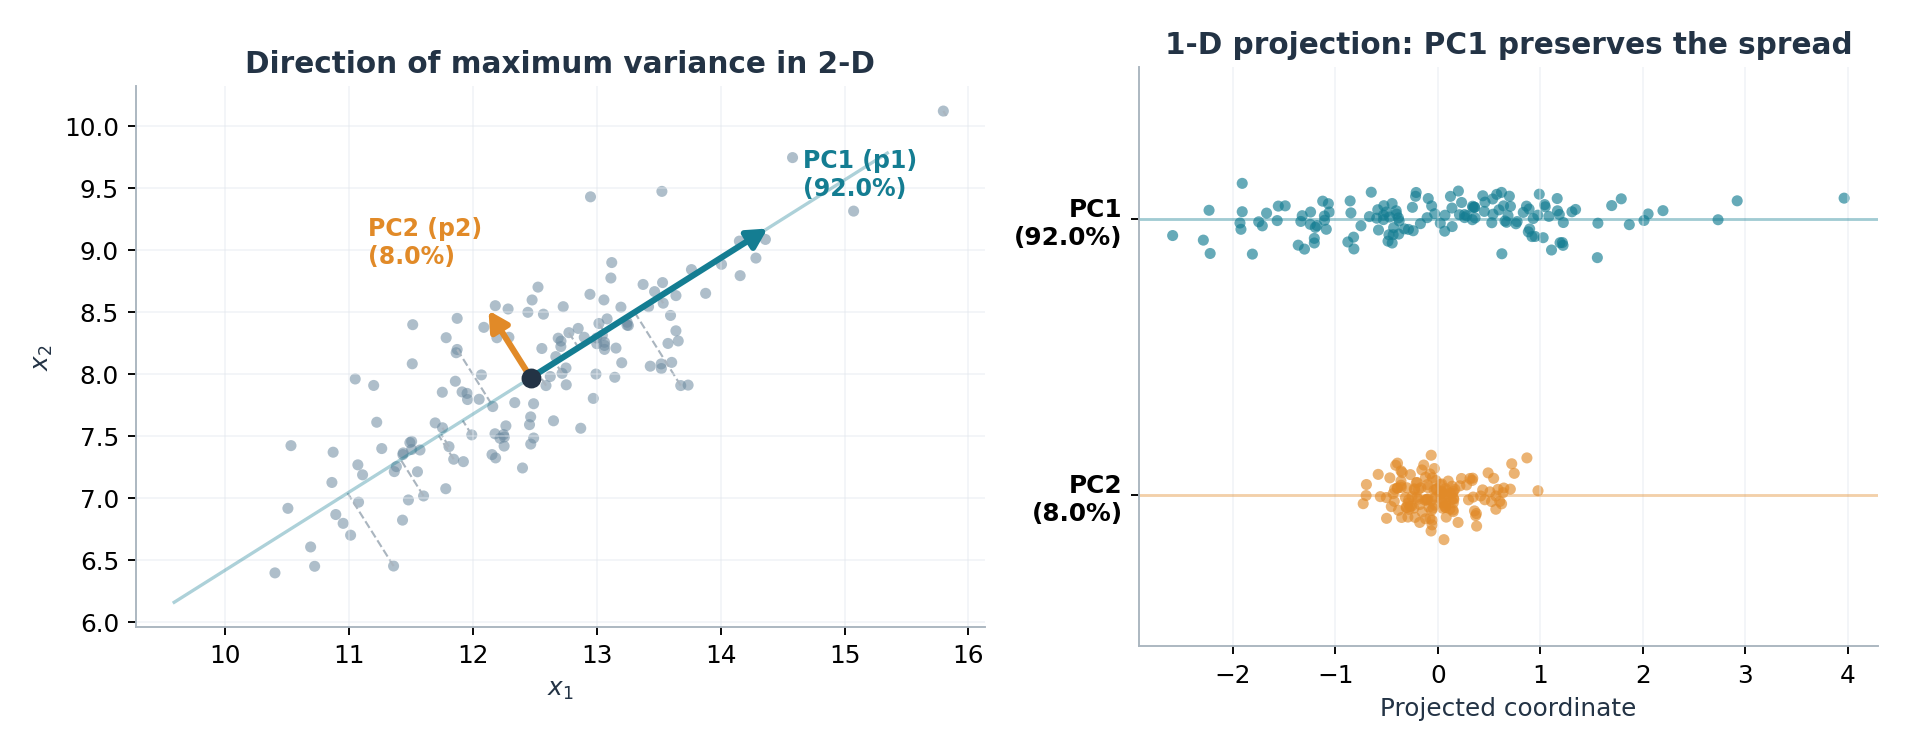 Direction of maximum variance in 2-D
10.0
9.5
9.0
8.5
8.0
7.5
7.0
6.5
6.0
x₂
PC1 (p1)
(92.0%)
PC2 (p2)
(8.0%)
10 11 12 13 14 15 16
x₁
1-D projection: PC1 preserves the spread
PC1
(92.0%)
PC2
(8.0%)
−2 −1 0 1 2 3 4
Projected coordinate